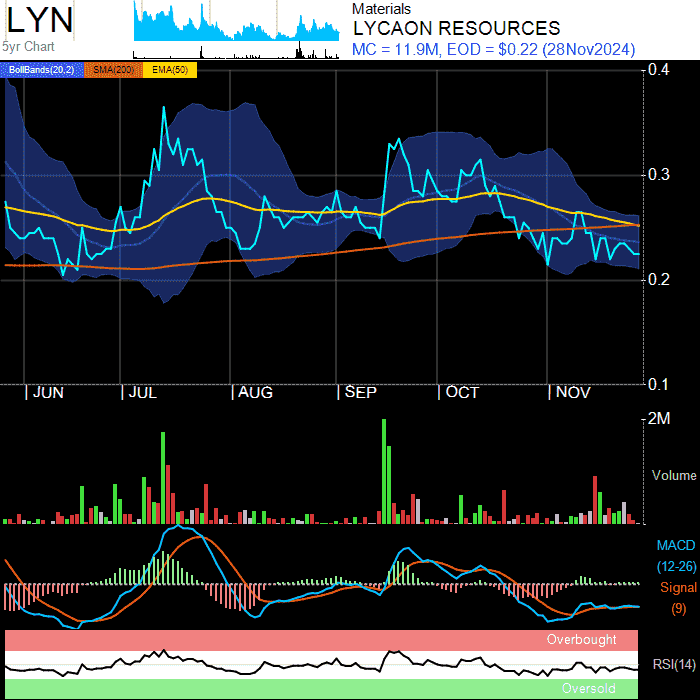 LYN
5yr Chart
Materials
LYCAON RESOURCES
MC = 11.9M, EOD = $0.22 (28Nov2024)
BollBands(20,2) SMA(200) EMA(50)
0.4
0.3
0.2
0.1
JUN JUL AUG SEP OCT NOV
2M
Volume
MACD
(12-26)
Signal
(9)
Overbought
RSI(14)
Oversold